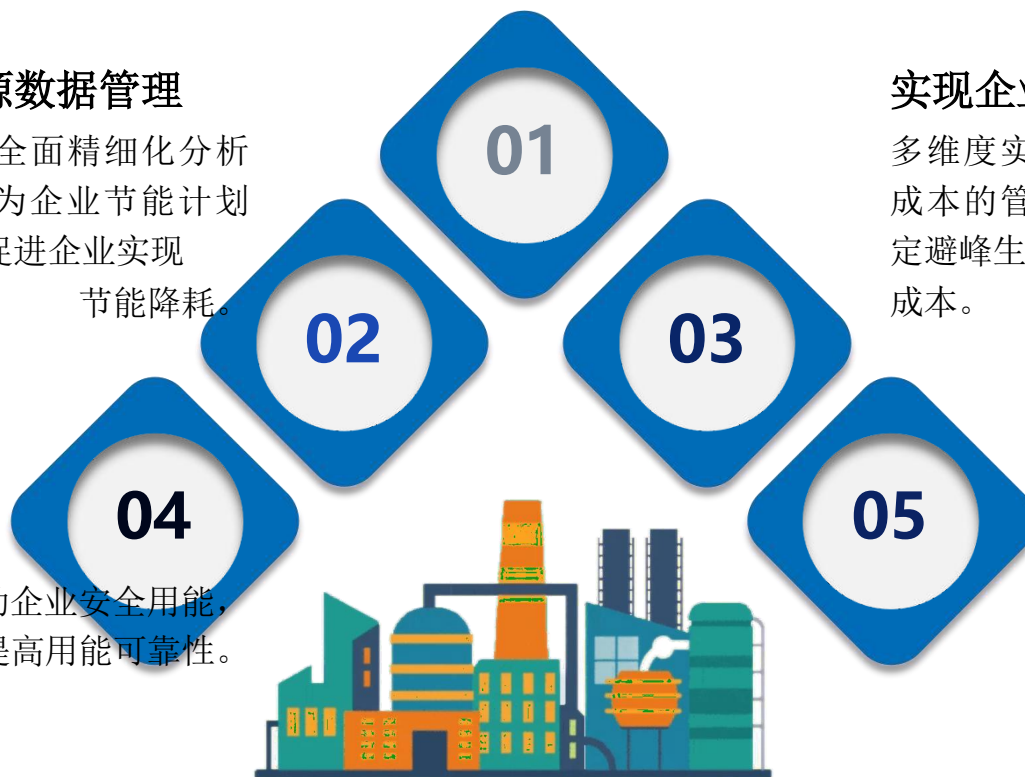 源数据管理
全面精细化分析
为企业节能计划
促进企业实现
节能降耗。
01
实现企业
多维度实
成本的管
定避峰生
成本。
02
03
04
05
企业安全用能，
提高用能可靠性。